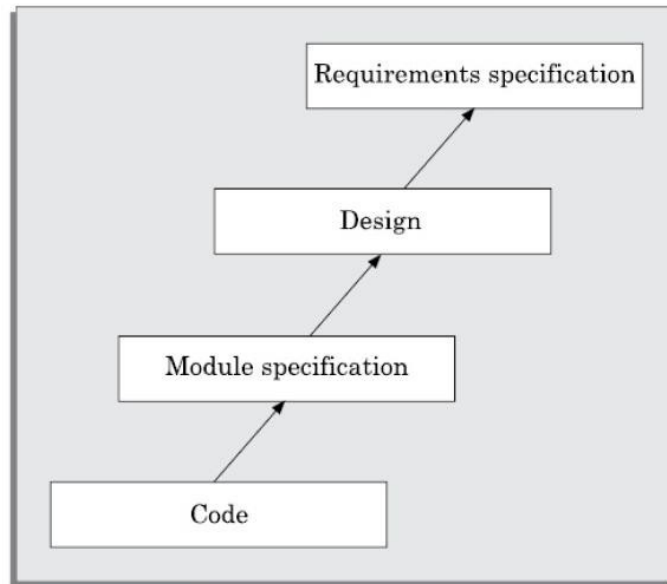 Requirements specification
Design
Module specification
Code